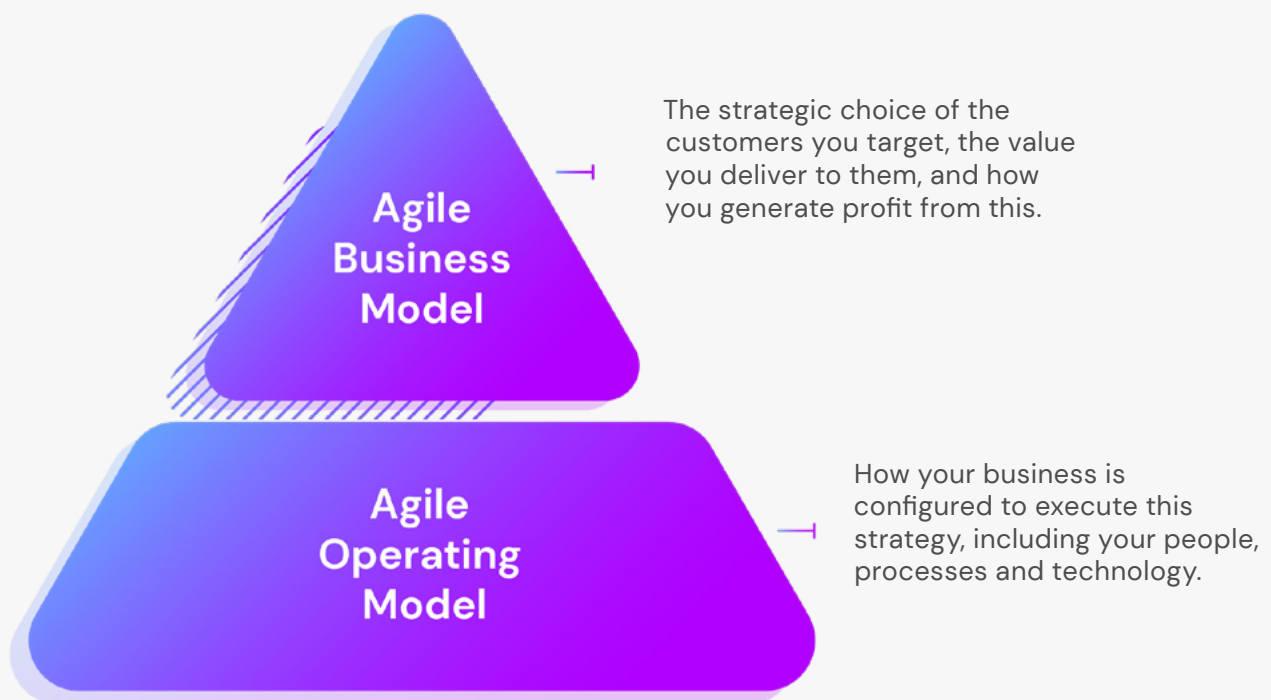 Agile
Business
Model
The strategic choice of the
customers you target, the value
you deliver to them, and how
you generate profit from this.
Agile
Operating
Model
How your business is
configured to execute this
strategy, including your people,
processes and technology.